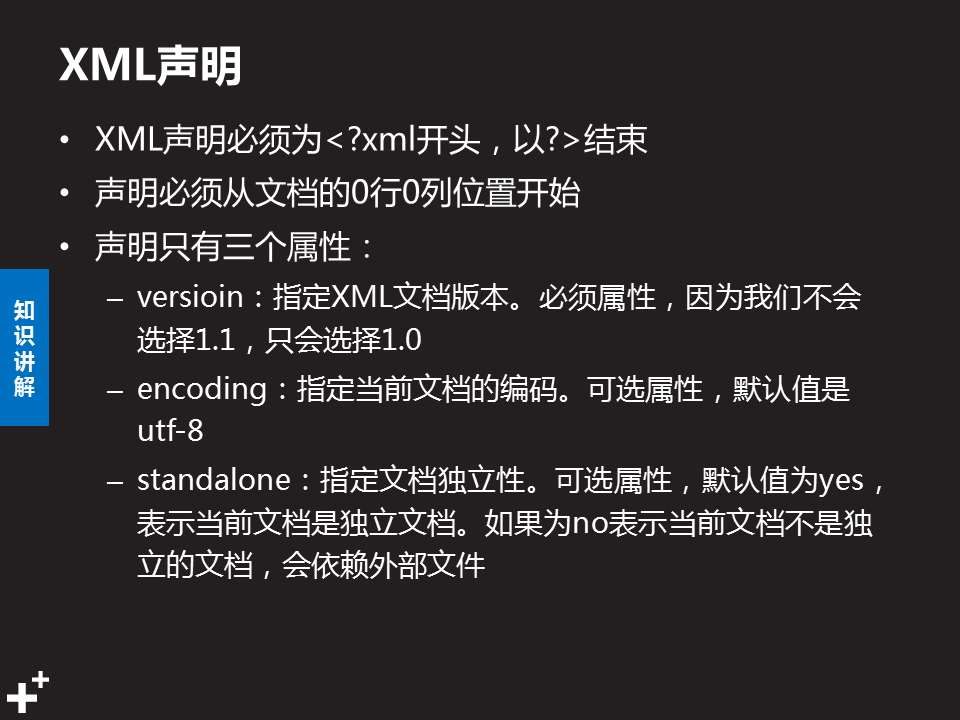 XML声明
• XML声明必须为<?xml开头，以?>结束
• 声明必须从文档的0行0列位置开始
• 声明只有三个属性：
– versioin：指定XML文档版本。必须属性，因为我们不会
选择1.1，只会选择1.0
– encoding：指定当前文档的编码。可选属性，默认值是
utf-8
– standalone：指定文档独立性。可选属性，默认值为yes，
表示当前文档是独立文档。如果为no表示当前文档不是独
立的文档，会依赖外部文件
知
识
讲
解